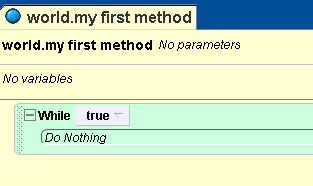 world.my first method
world.my first method No parameters
No variables
While true
Do Nothing